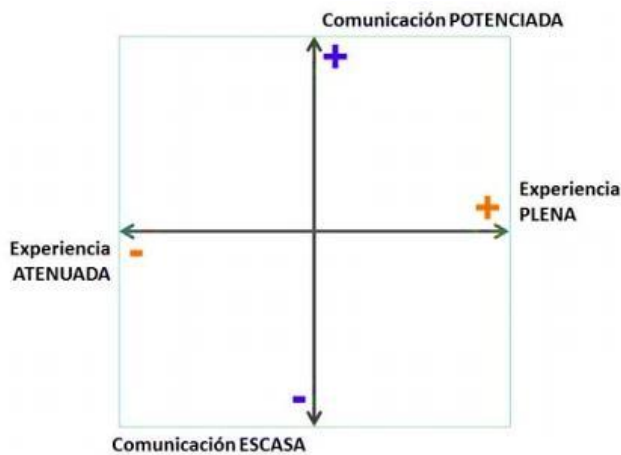 Comunicación POTENCIADA
+
+
Experiencia
PLENA
Experiencia
ATENUADA
-
-
Comunicación ESCASA